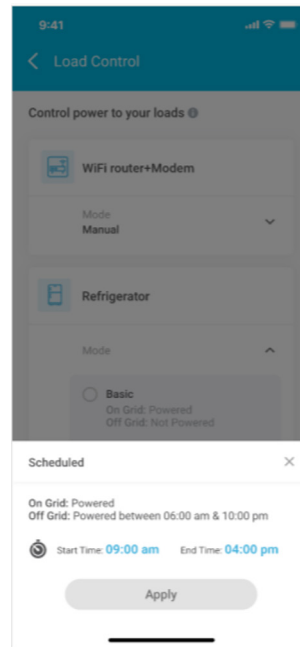 9:41
Load Control
Control power to your loads
WiFi router+Modem
Mode
Manual
Refrigerator
Mode
Basic
On Grid: Powered
Off Grid: Not Powered
Scheduled
On Grid: Powered
Off Grid: Powered between 06:00 am & 10:00 pm
Start Time: 09:00 am End Time: 04:00 pm
Apply